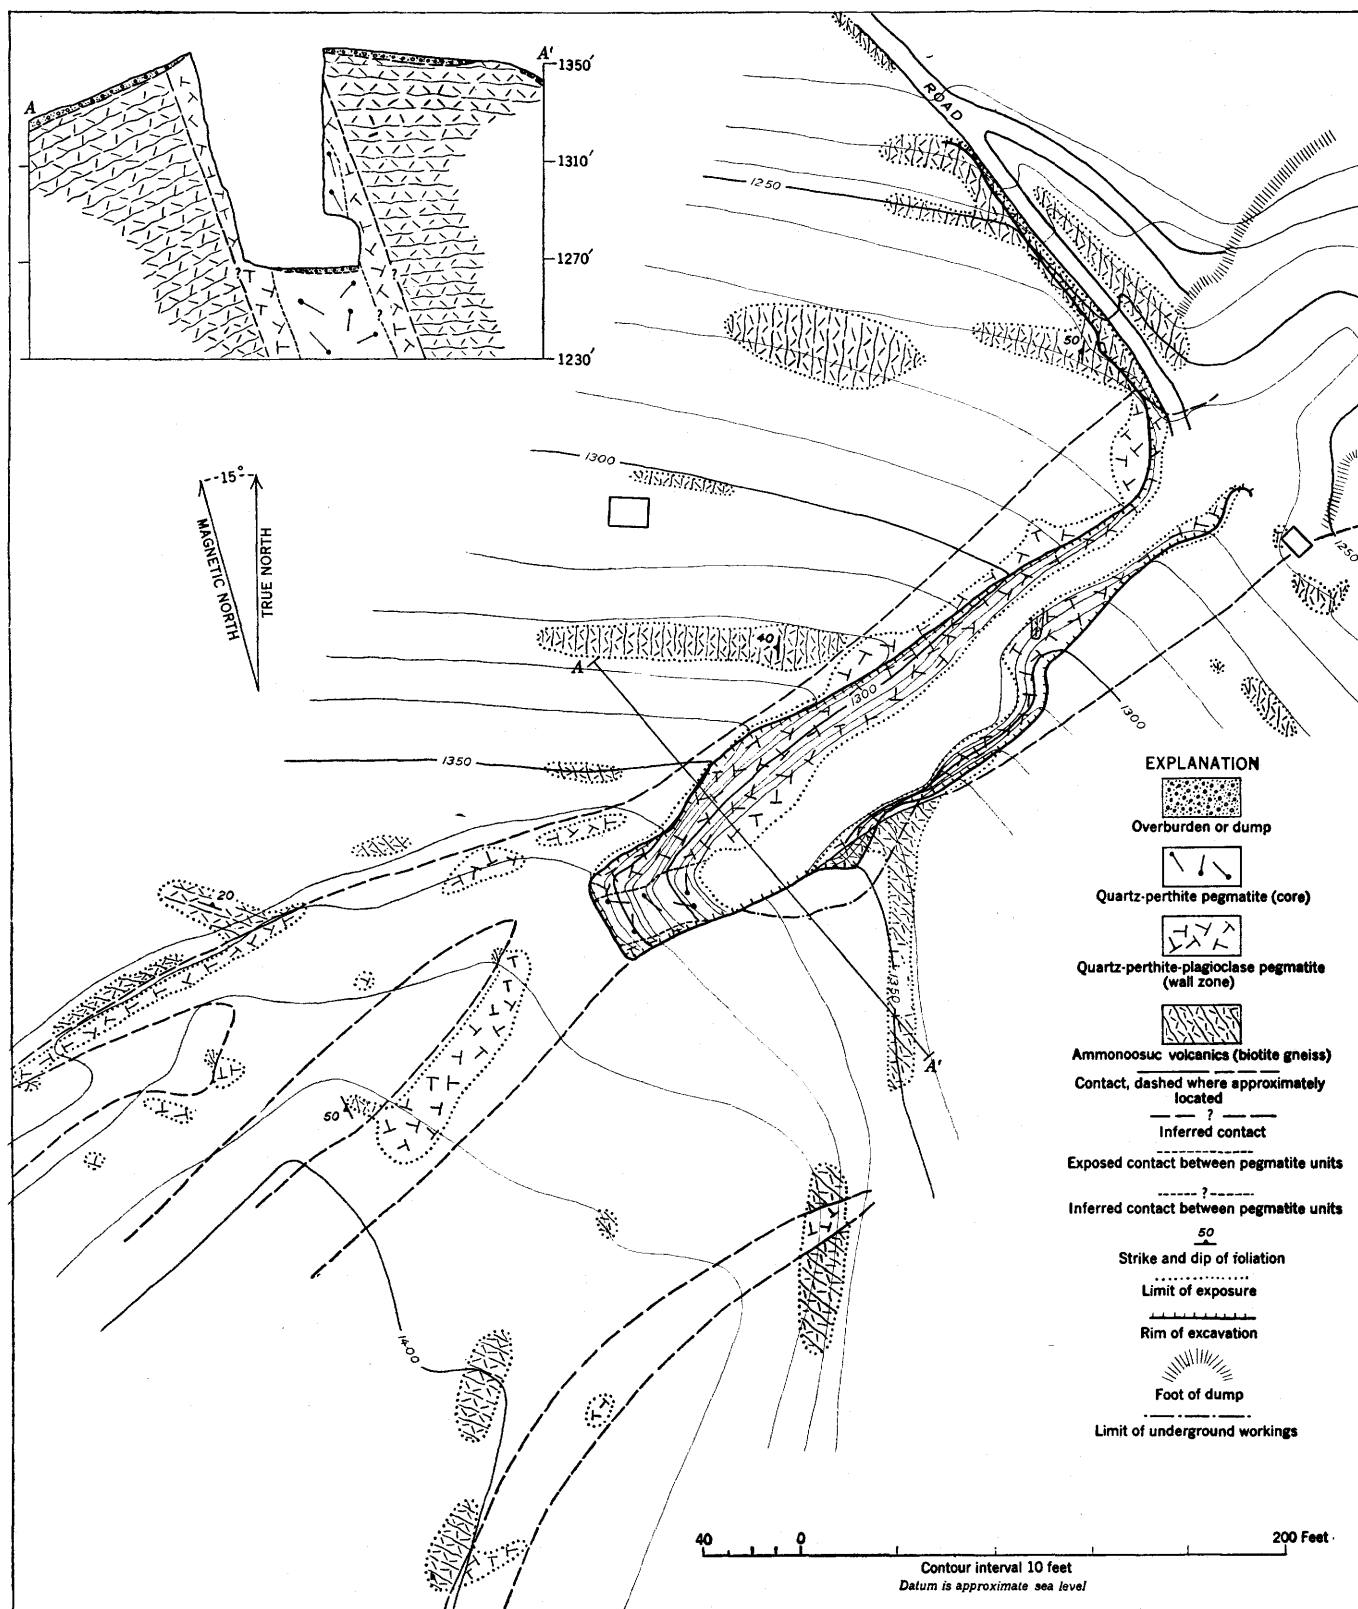 A
A'
1350'
1310'
1270'
1230'
?
?
?
ROAD
1250
50
1300
15°
MAGNETIC NORTH
TRUE NORTH
1250
40
A
1300
1300
1350
20
1350
A'
50
1400
EXPLANATION
Overburden or dump
Quartz-perthite pegmatite (core)
Quartz-perthite-plagioclase pegmatite
(wall zone)
Ammonoosuc volcanics (biotite gneiss)
Contact, dashed where approximately
located
?
Inferred contact
Exposed contact between pegmatite units
?
Inferred contact between pegmatite units
50
Strike and dip of foliation
Limit of exposure
Rim of excavation
Foot of dump
Limit of underground workings
40 0 200 Feet
Contour interval 10 feet
Datum is approximate sea level